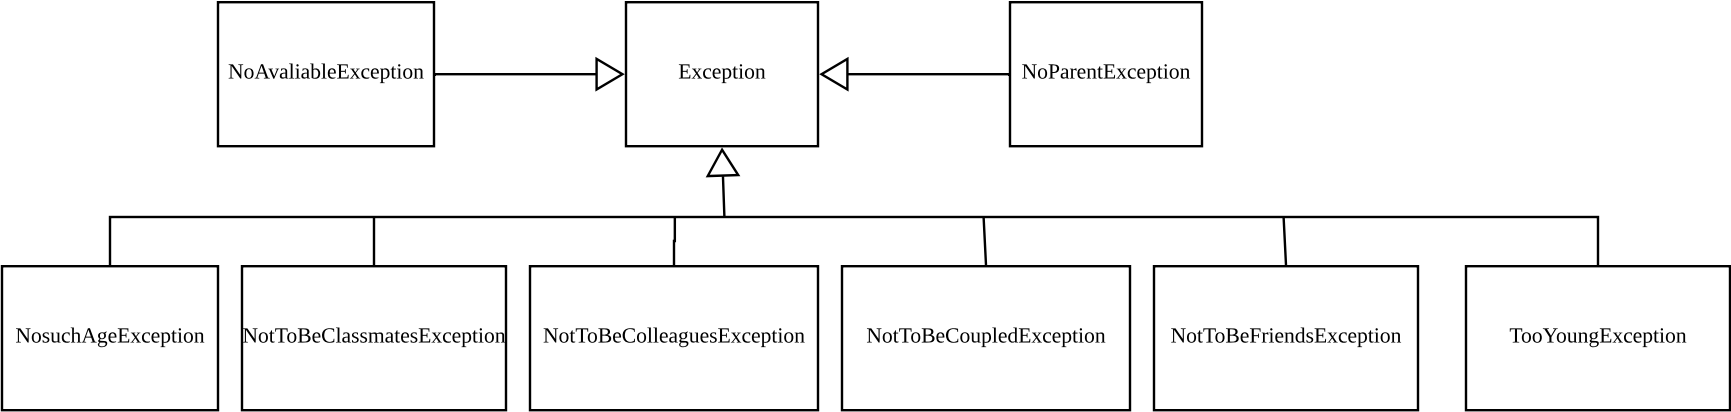 NoAvaliableException
Exception
NoParentException
NosuchAgeException
NotToBeClassmatesException
NotToBeColleaguesException
NotToBeCoupledException
NotToBeFriendsException
TooYoungException